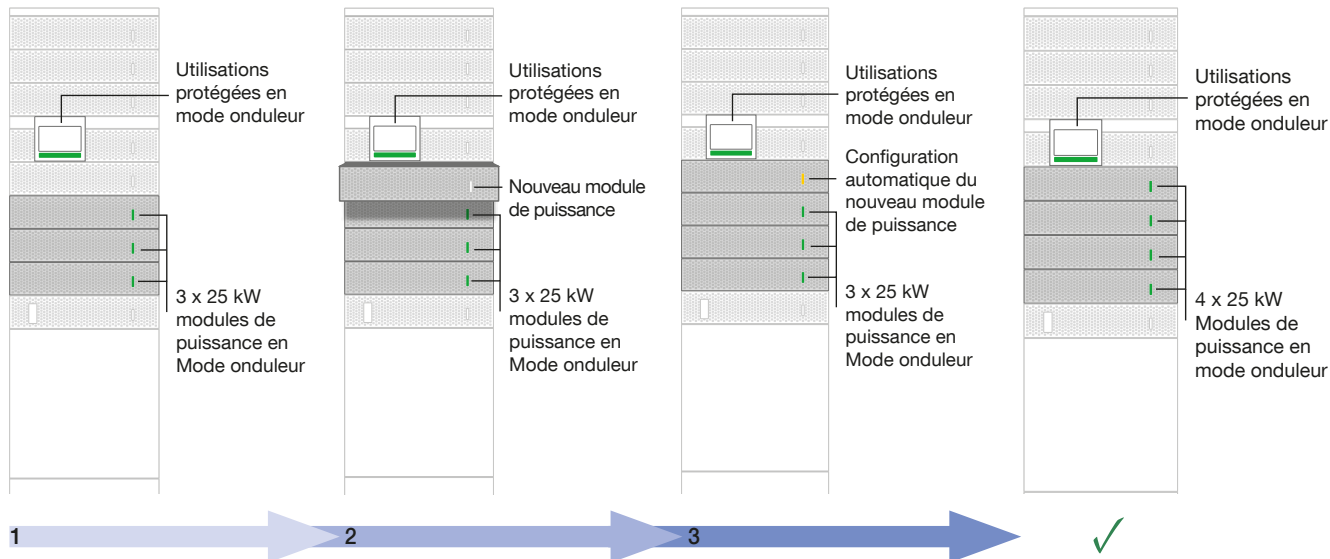 Utilisations
protégées en
mode onduleur
3 x 25 kW
modules de
puissance en
Mode onduleur
Utilisations
protégées en
mode onduleur
Nouveau module
de puissance
3 x 25 kW
modules de
puissance en
Mode onduleur
Utilisations
protégées en
mode onduleur
Configuration
automatique du
nouveau module
de puissance
3 x 25 kW
modules de
puissance en
Mode onduleur
Utilisations
protégées en
mode onduleur
4 x 25 kW
Modules de
puissance en
mode onduleur
1
2
3